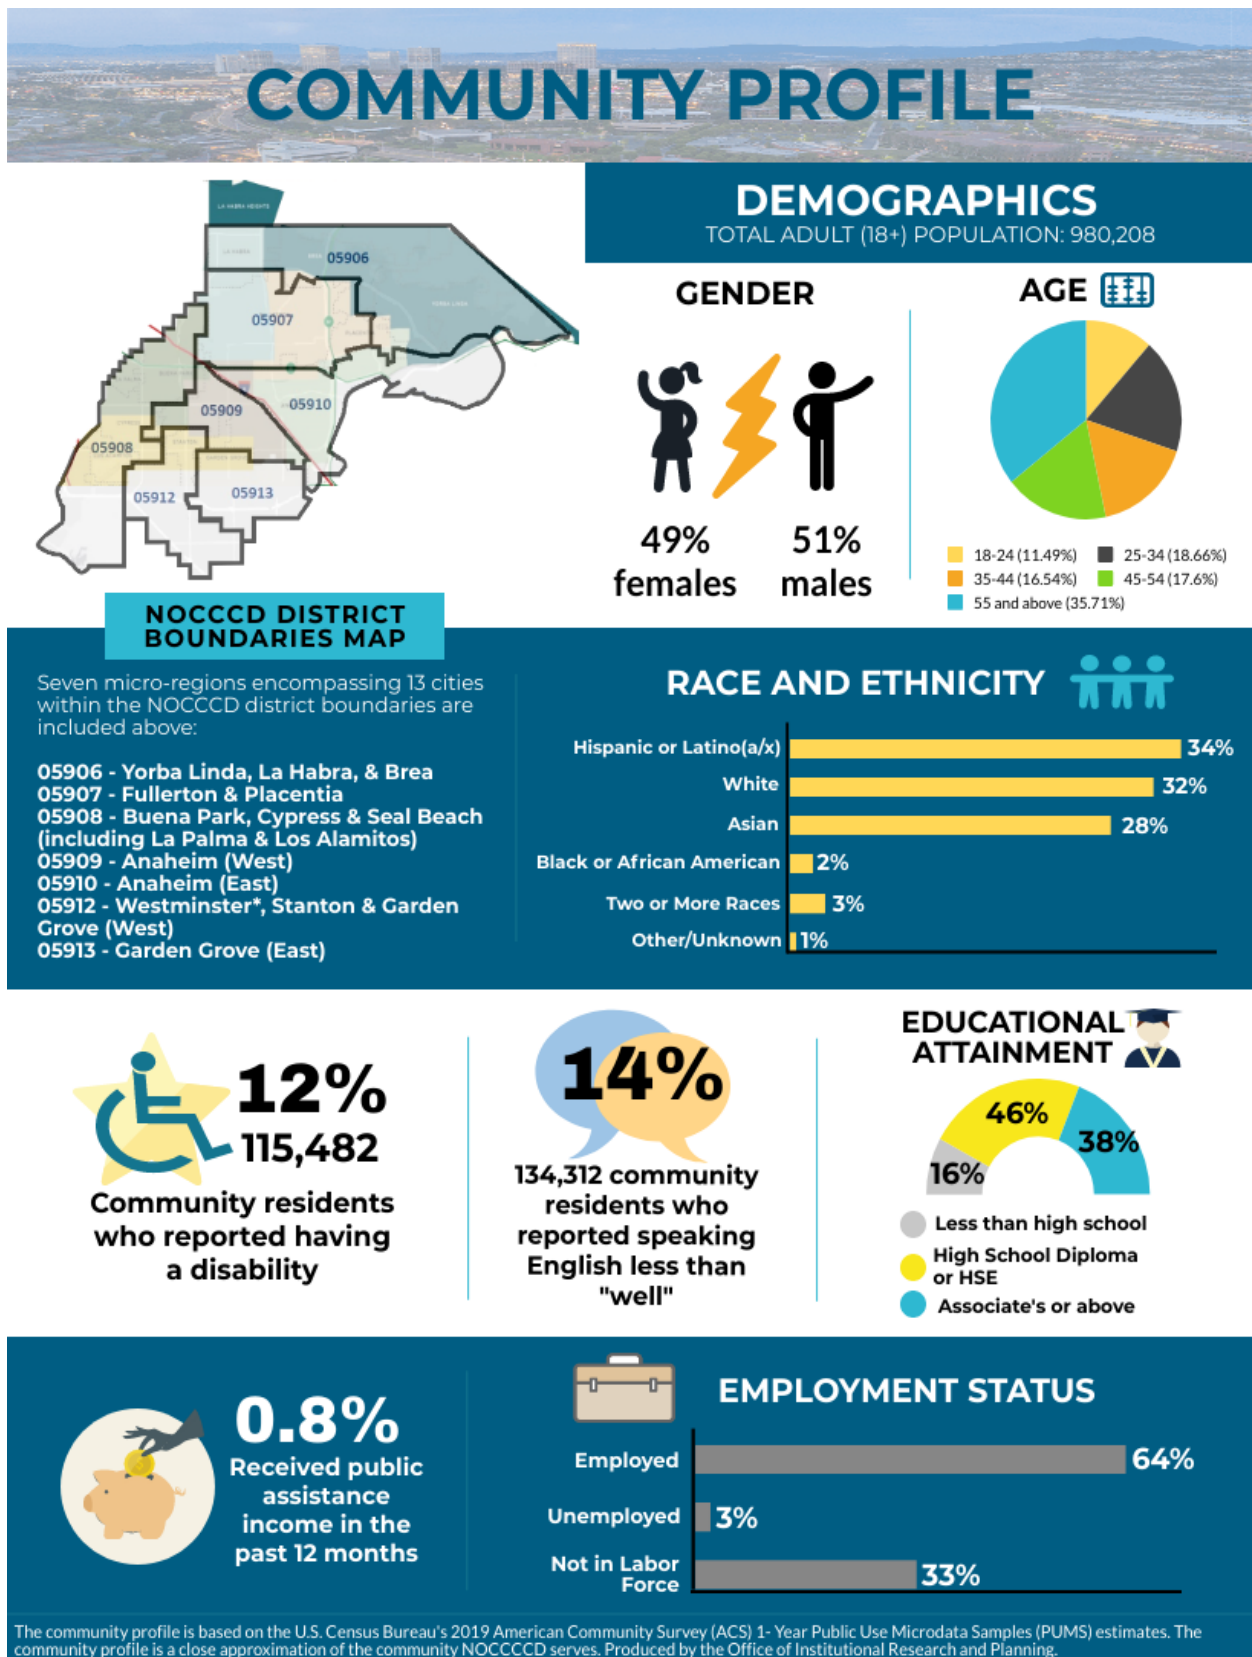 COMMUNITY PROFILE
LA HABRA HEIGHTS
LA HABRA
05906
YORBA LINDA
05907
05909
05910
05908
05912
05913
NOCCCD DISTRICT
BOUNDARIES MAP
DEMOGRAPHICS
TOTAL ADULT (18+) POPULATION: 980,208
GENDER
49%
females
51%
males
AGE
18-24 (11.49%)
25-34 (18.66%)
35-44 (16.54%)
45-54 (17.6%)
55 and above (35.71%)
Seven micro-regions encompassing 13 cities
within the NOCCCD district boundaries are
included above:
05906 - Yorba Linda, La Habra, & Brea
05907 - Fullerton & Placentia
05908 - Buena Park, Cypress & Seal Beach
(including La Palma & Los Alamitos)
05909 - Anaheim (West)
05910 - Anaheim (East)
05912 - Westminster*, Stanton & Garden
Grove (West)
05913 - Garden Grove (East)
RACE AND ETHNICITY
Hispanic or Latino(a/x) 34%
White 32%
Asian 28%
Black or African American 2%
Two or More Races 3%
Other/Unknown 1%
12%
115,482
Community residents
who reported having
a disability
14%
134,312 community
residents who
reported speaking
English less than
"well"
EDUCATIONAL
ATTAINMENT
46%
38%
16%
Less than high school
High School Diploma
or HSE
Associate's or above
0.8%
Received public
assistance
income in the
past 12 months
EMPLOYMENT STATUS
Employed 64%
Unemployed 3%
Not in Labor
Force
33%
The community profile is based on the U.S. Census Bureau's 2019 American Community Survey (ACS) 1- Year Public Use Microdata Samples (PUMS) estimates. The
community profile is a close approximation of the community NOCCCCD serves. Produced by the Office of Institutional Research and Planning.